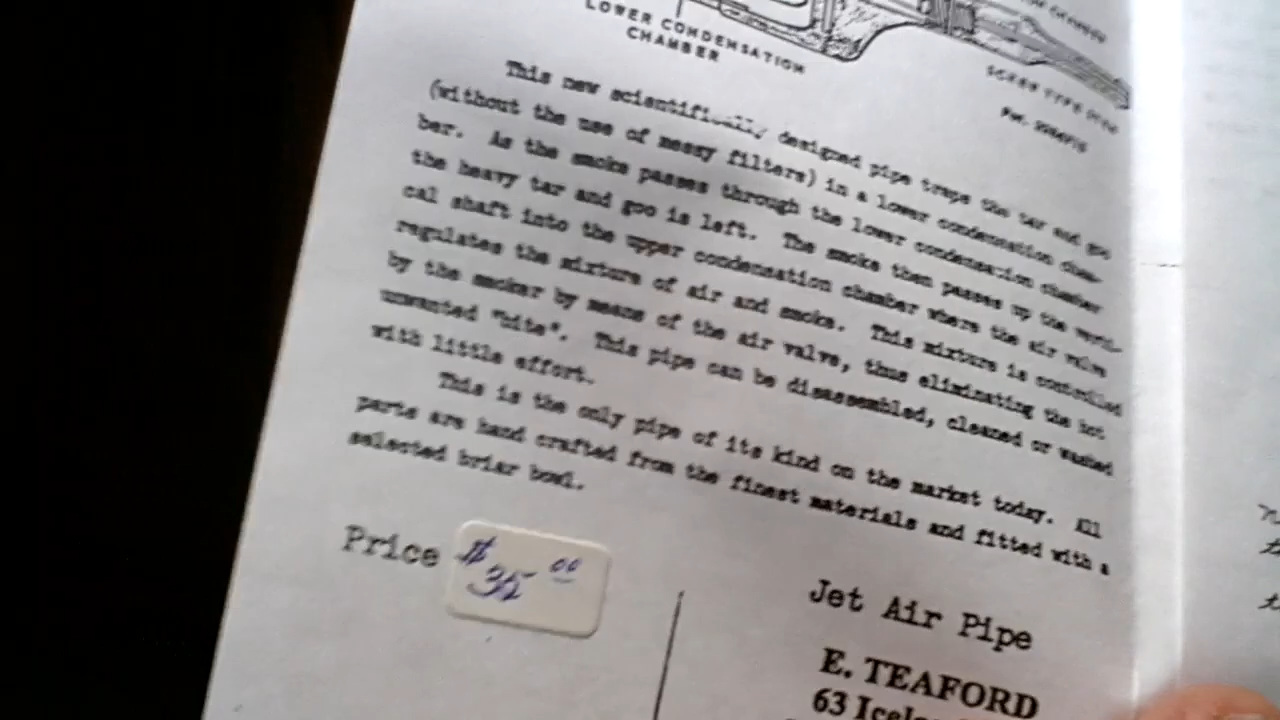 LOWER CONDENSATION
CHAMBER
This new scientifically designed pipe traps the tar and goo
(without the use of messy filters) in a lower condensation cham-
ber. As the smoke passes through the lower condensation chamber
the heavy tar and goo is left. The smoke then passes up the verti-
cal shaft into the upper condensation chamber where the air valve
regulates the mixture of air and smoke. This mixture is controlled
by the smoker by means of the air valve, thus eliminating the hot
unwanted "bite". This pipe can be disassembled, cleaned or washed
with little effort.
This is the only pipe of its kind on the market today. All
parts are hand crafted from the finest materials and fitted with a
selected briar bowl.
Price $35 00
Jet Air Pipe
E. TEAFORD
63